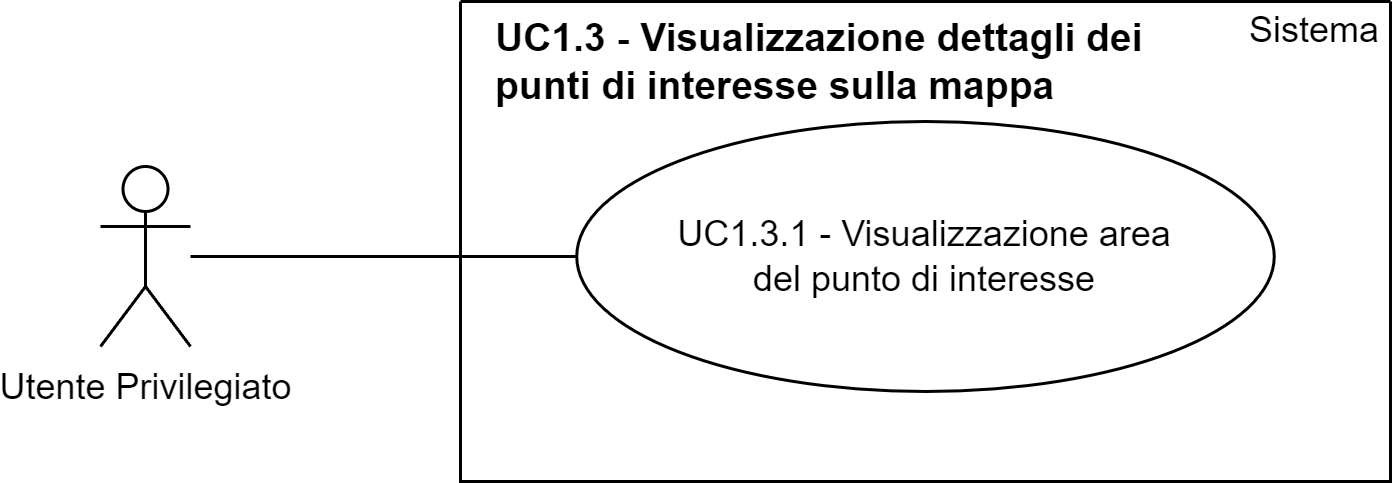 UC1.3 - Visualizzazione dettagli dei
punti di interesse sulla mappa
Sistema
UC1.3.1 - Visualizzazione area
del punto di interesse
Utente Privilegiato